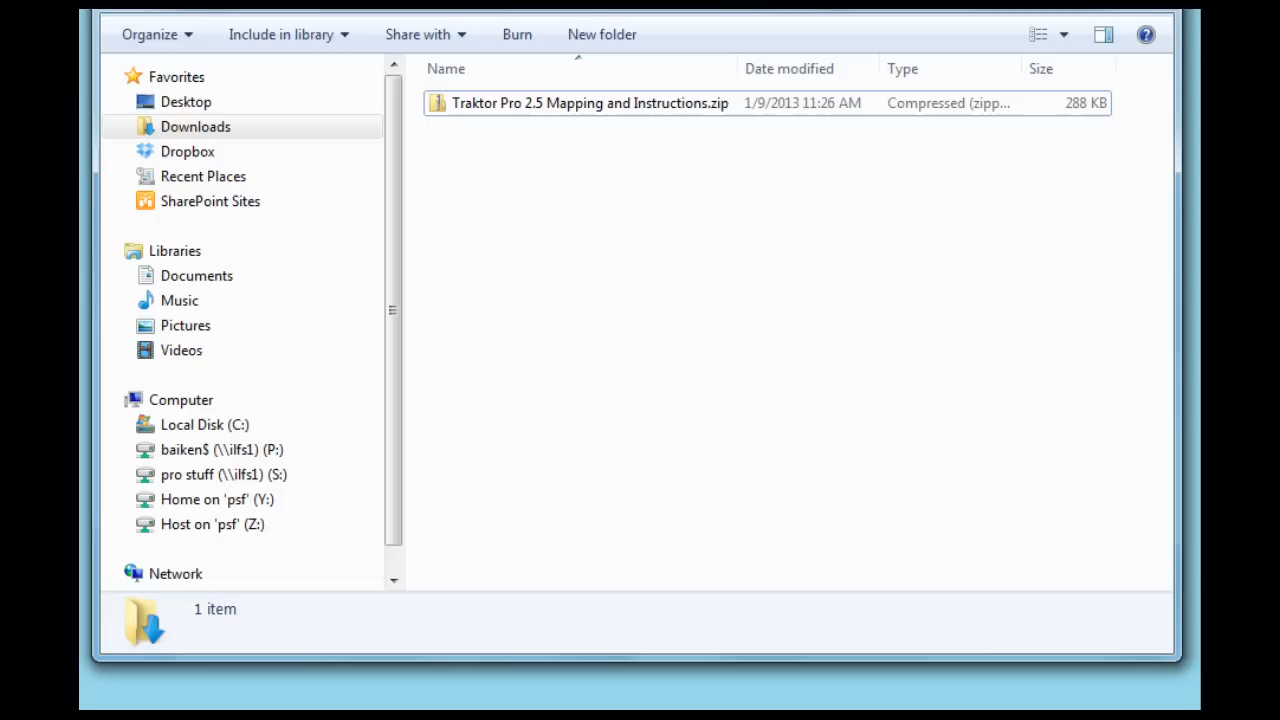 Organize Include in library Share with Burn New folder
Name Date modified Type Size
Traktor Pro 2.5 Mapping and Instructions.zip 1/9/2013 11:26 AM Compressed (zipp... 288 KB
Favorites
Desktop
Downloads
Dropbox
Recent Places
SharePoint Sites
Libraries
Documents
Music
Pictures
Videos
Computer
Local Disk (C:)
baiken$ (\\ilfs1) (P:)
pro stuff (\\ilfs1) (S:)
Home on 'psf' (Y:)
Host on 'psf' (Z:)
Network
1 item